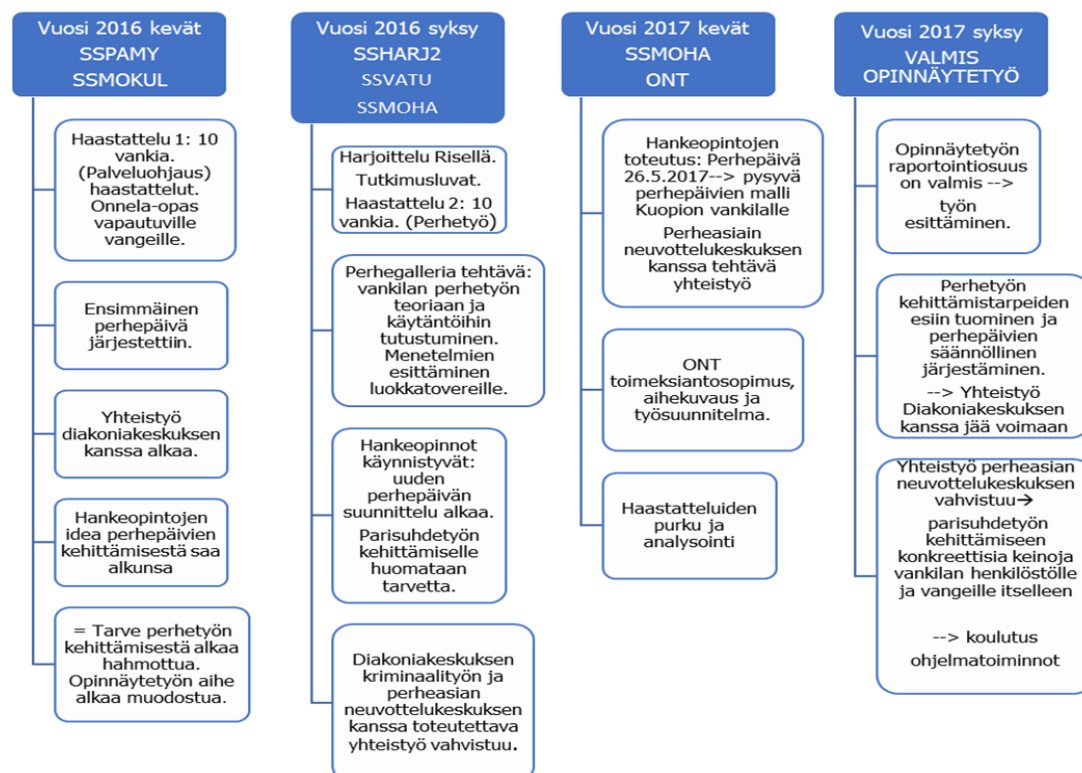 Vuosi 2016 kevät
SSPAMY
SSMOKUL
Haastattelu 1: 10
vankia.
(Palveluohjaus)
haastattelut.
Onnela-opas
vapautuville
vangeille.
Ensimmäinen
perhepäivä
järjestettiin.
Yhteistyö
diakoniakeskuksen
kanssa alkaa.
Hankeopintojen
idea perhepäivien
kehittämisestä saa
alkunsa
= Tarve perhetyön
kehittämisestä alkaa
hahmottua.
Opinnäytetyön aihe
alkaa muodostua.
Vuosi 2016 syksy
SSHARJ2
SSVATU
SSMOHA
Harjoittelu Risellä.
Tutkimusluvat.
Haastattelu 2: 10
vankia. (Perhetyö)
Perhegalleria tehtävä:
vankilan perhetyön
teoriaan ja
käytäntöihin
tutustuminen.
Menetelmien
esittäminen
luokkatovereille.
Hankeopinnot
käynnistyvät:
uuden
perhepäivän
suunnittelu alkaa.
Parisuhdetyön
kehittämiselle
huomataan
tarvetta.
Diakoniakeskuksen
kriminaalityön ja
perheasian
neuvottelukeskuksen
kanssa toteutettava
yhteistyö vahvistuu.
Vuosi 2017 kevät
SSMOHA
ONT
Hankeopintojen
toteutus: Perhepäivä
26.5.2017--> pysyvä
perhepäivien malli
Kuopion vankilalle
Perheasiain
neuvottelukeskuksen
kanssa tehtävä
yhteistyö
ONT
toimeksiantosopimus,
aihekuvaus ja
työsuunnitelma.
Haastatteluiden
purku ja
analysointi
Vuosi 2017 syksy
VALMIS
OPINNÄYTETYÖ
Opinnäytetyön
raportointiosuus
on valmis -->
työn
esittäminen.
Perhetyön
kehittämistarpeiden
esiin tuominen ja
perhepäivien
säännöllinen
järjestäminen.
--> Yhteistyö
Diakoniakeskuksen
kanssa jää voimaan
Yhteistyö perheasian
neuvottelukeskuksen
vahvistuu→
parisuhdetyön
kehittämiseen
konkreettisia keinoja
vankilan henkilöstölle
ja vangeille itselleen
--> koulutus
ohjelmatoiminnot